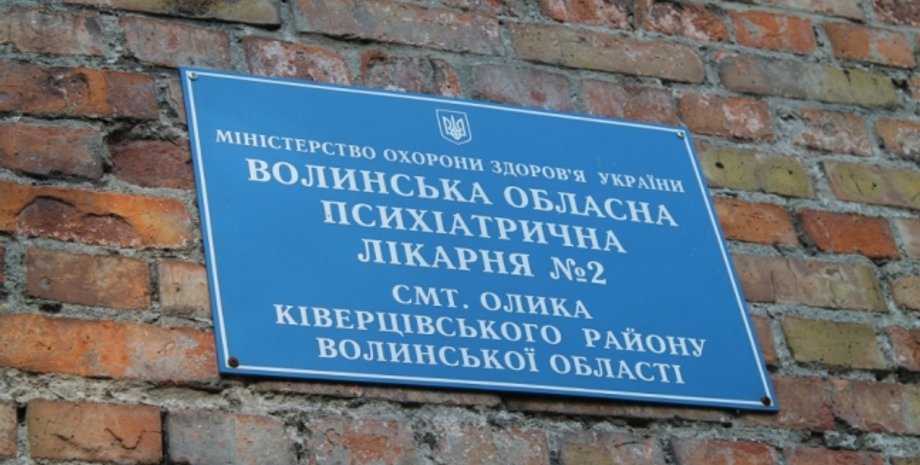 МІНІСТЕРСТВО ОХОРОНИ ЗДОРОВ'Я УКРАЇНИ
ВОЛИНСЬКА ОБЛАСНА
ПСИХІАТРИЧНА
ЛІКАРНЯ №2
СМТ. ОЛИКА
КІВЕРЦІВСЬКОГО РАЙОНУ
ВОЛИНСЬКОЇ ОБЛАСТІ